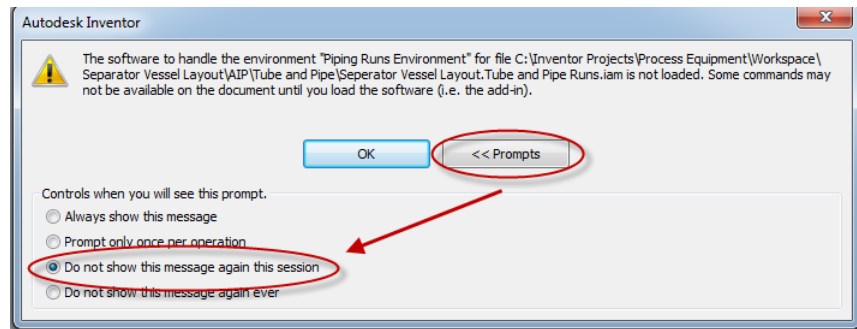 Autodesk Inventor
The software to handle the environment "Piping Runs Environment" for file C:\Inventor Projects\Process Equipment\Workspace\
Separator Vessel Layout\AIP\Tube and Pipe\Seperator Vessel Layout.Tube and Pipe Runs.iam is not loaded. Some commands may
not be available on the document until you load the software (i.e. the add-in).
OK
<< Prompts
Controls when you will see this prompt.
Always show this message
Prompt only once per operation
Do not show this message again this session
Do not show this message again ever